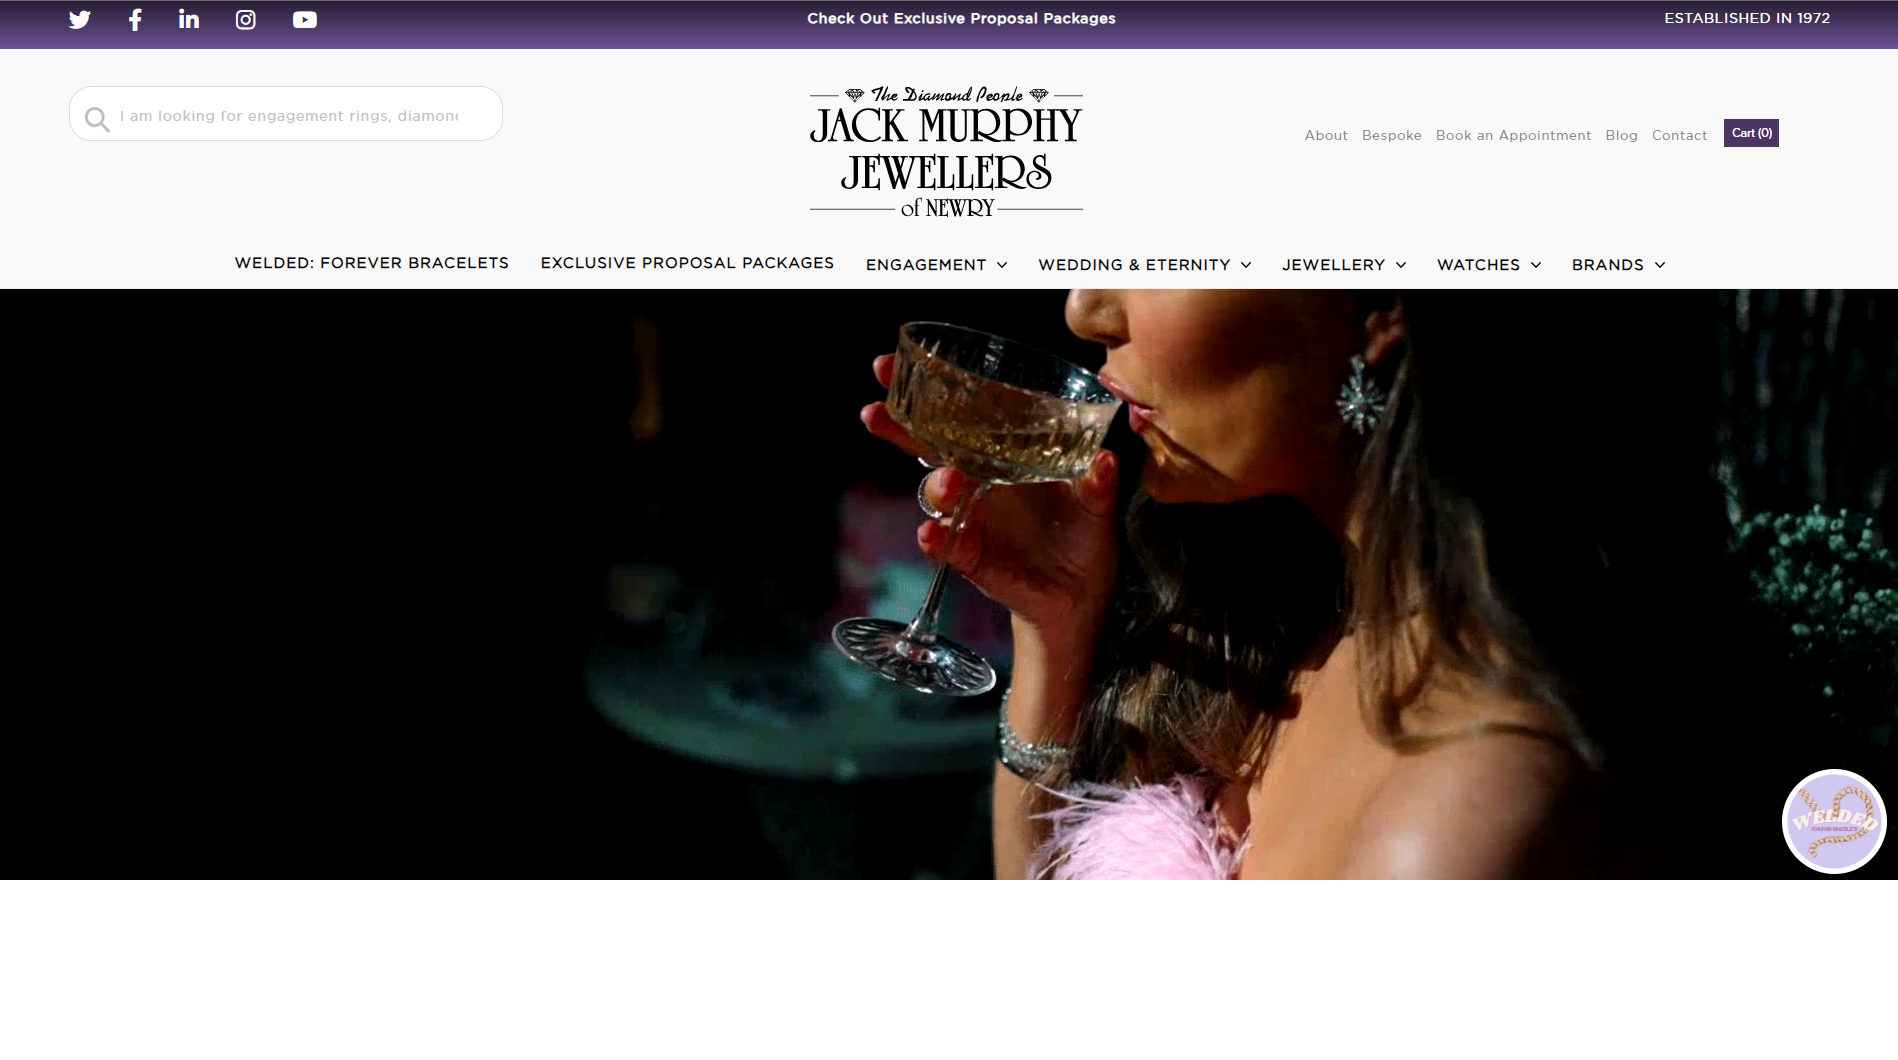 Check Out Exclusive Proposal Packages
ESTABLISHED IN 1972
I am looking for engagement rings, diamon
The Diamond People
JACK MURPHY
JEWELLERS
of NEWRY
About Bespoke Book an Appointment Blog Contact Cart (0)
WELDED: FOREVER BRACELETS EXCLUSIVE PROPOSAL PACKAGES ENGAGEMENT WEDDING & ETERNITY JEWELLERY WATCHES BRANDS
WELDED
FOREVER BRACELETS